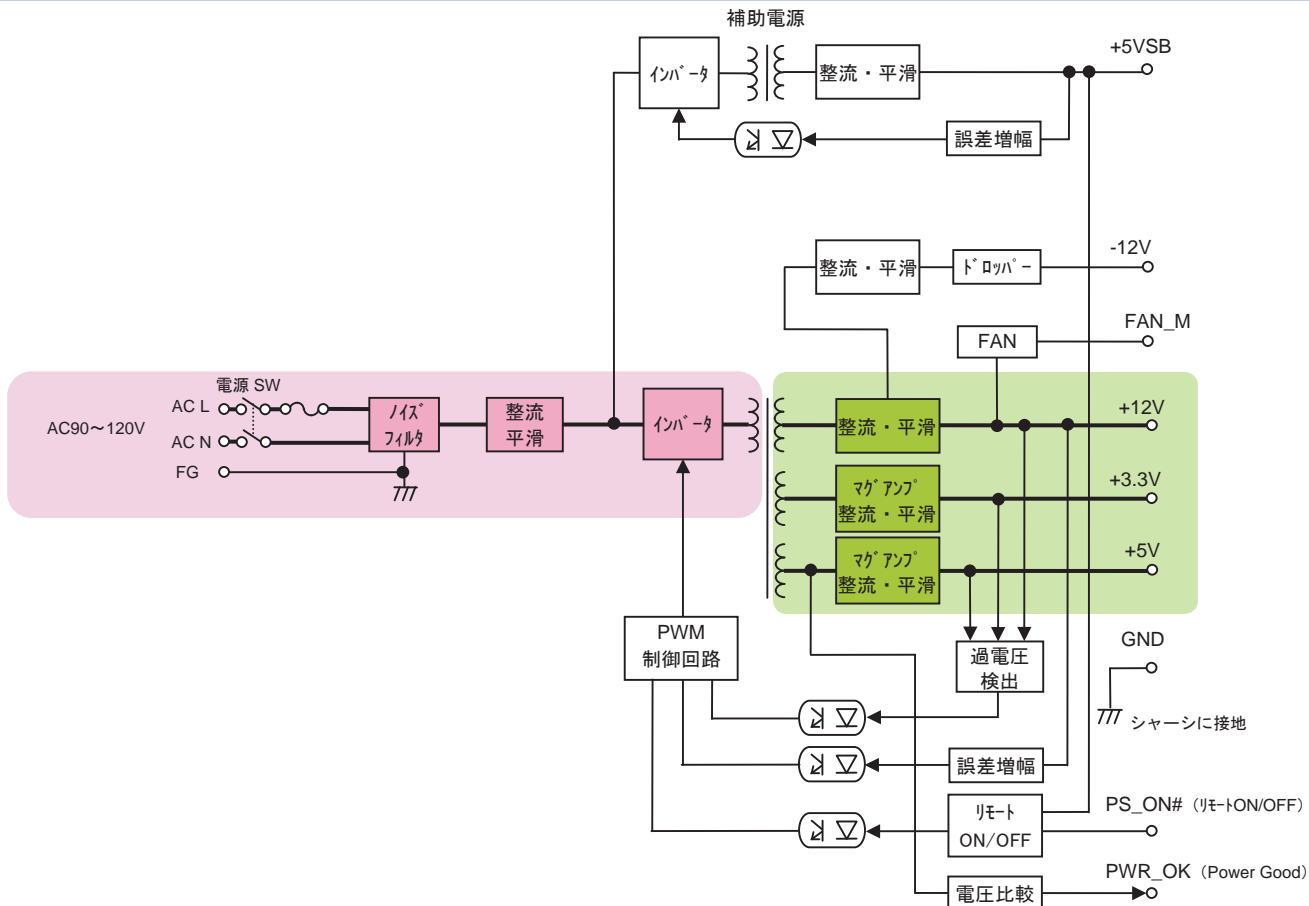 補助電源
+5VSB
ｲﾝﾊﾞｰﾀ
整流・平滑
誤差増幅
-12V
整流・平滑
ﾄﾞﾛｯﾊﾟｰ
FAN_M
FAN
電源 SW
AC L
AC N
FG
AC90～120V
ﾉｲｽﾞ
ﾌｨﾙﾀ
整流
平滑
ｲﾝﾊﾞｰﾀ
整流・平滑
+12V
ﾏｸﾞｱﾝﾌﾟ
整流・平滑
+3.3V
ﾏｸﾞｱﾝﾌﾟ
整流・平滑
+5V
PWM
制御回路
過電圧
検出
GND
シャーシに接地
誤差増幅
ﾘﾓｰﾄ
ON/OFF
PS_ON#（ﾘﾓｰﾄON/OFF）
電圧比較
PWR_OK（Power Good）